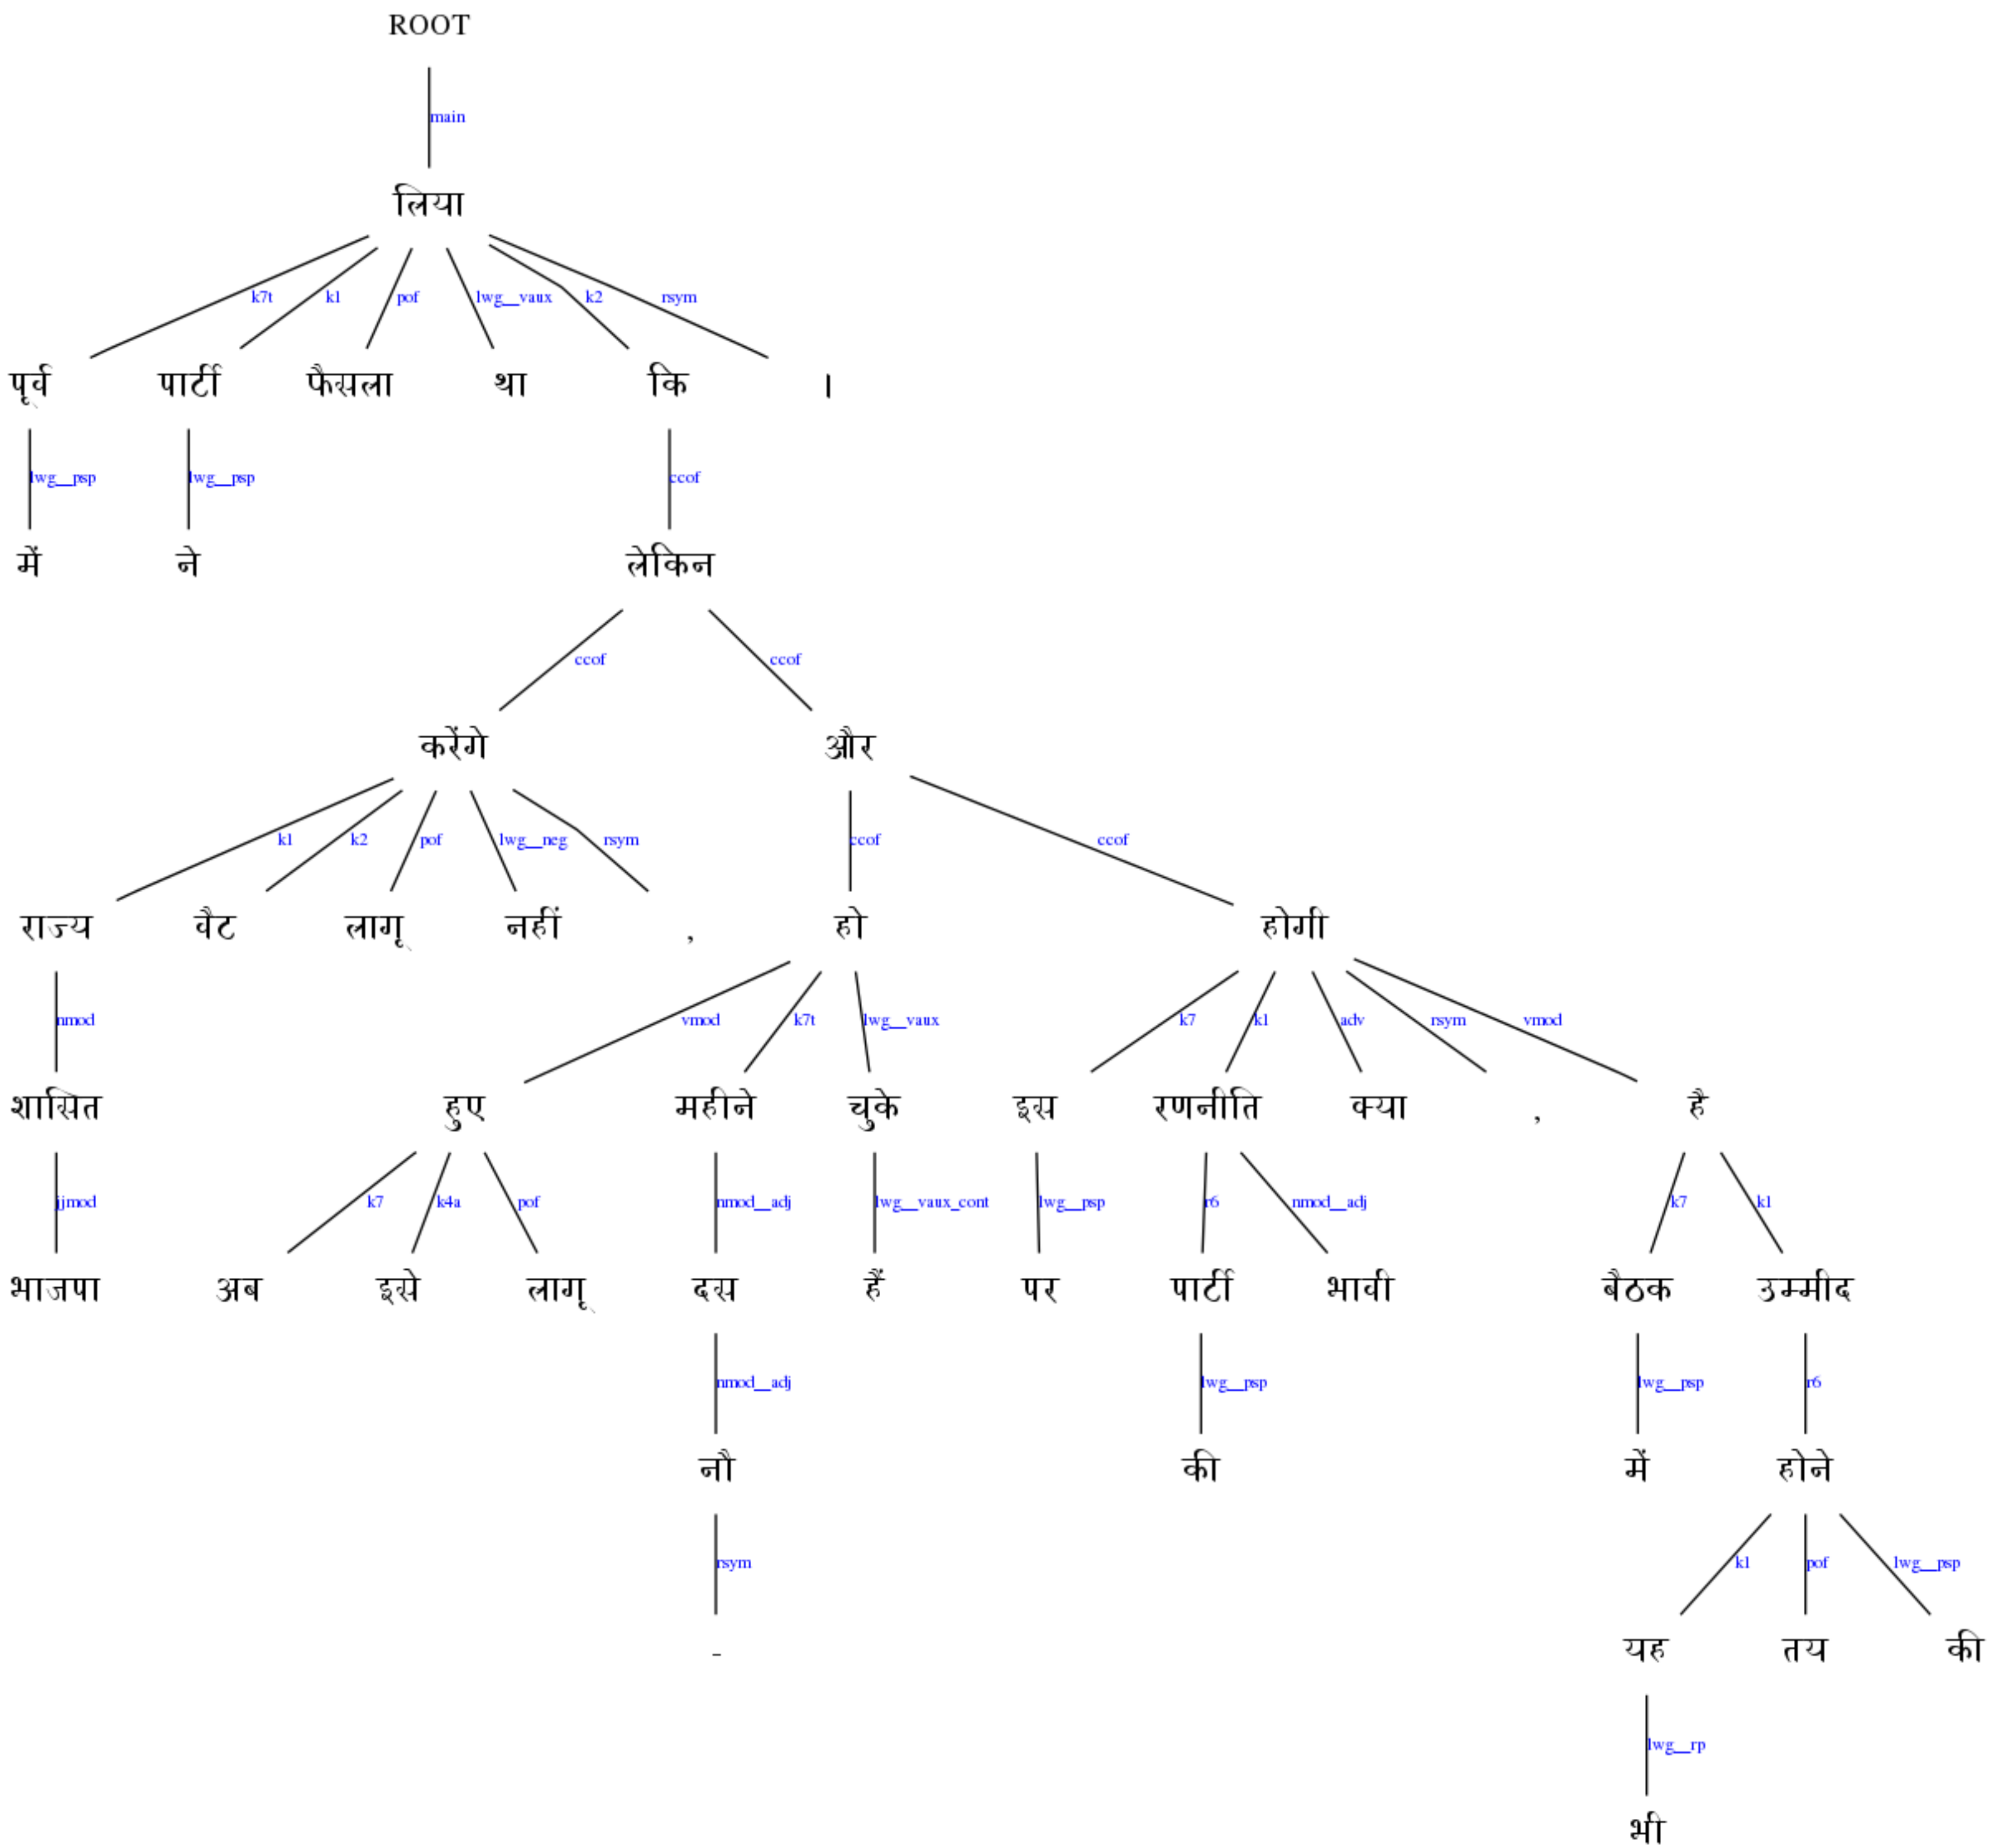 ROOT
main
लिया
k7t k1 pof lwg__vaux k2 rsym
पूर्व पार्टी फैसला था कि ।
lwg__psp lwg__psp ccof
में ने लेकिन
ccof ccof
करेंगे और
k1 k2 pof lwg__neg rsym ccof ccof
राज्य वैट लागू नहीं , हो होगी
nmod vmod k7t lwg__vaux k7 k1 adv rsym vmod
शासित हुए महीने चुके इस रणनीति क्या , है
jjmod k7 k4a pof nmod__adj lwg__vaux_cont lwg__psp r6 nmod__adj k7 k1
भाजपा अब इसे लागू दस हैं पर पार्टी भावी बैठक उम्मीद
nmod__adj lwg__psp lwg__psp r6
नौ की में होने
rsym k1 pof lwg__psp
- यह तय की
lwg__rp
भी